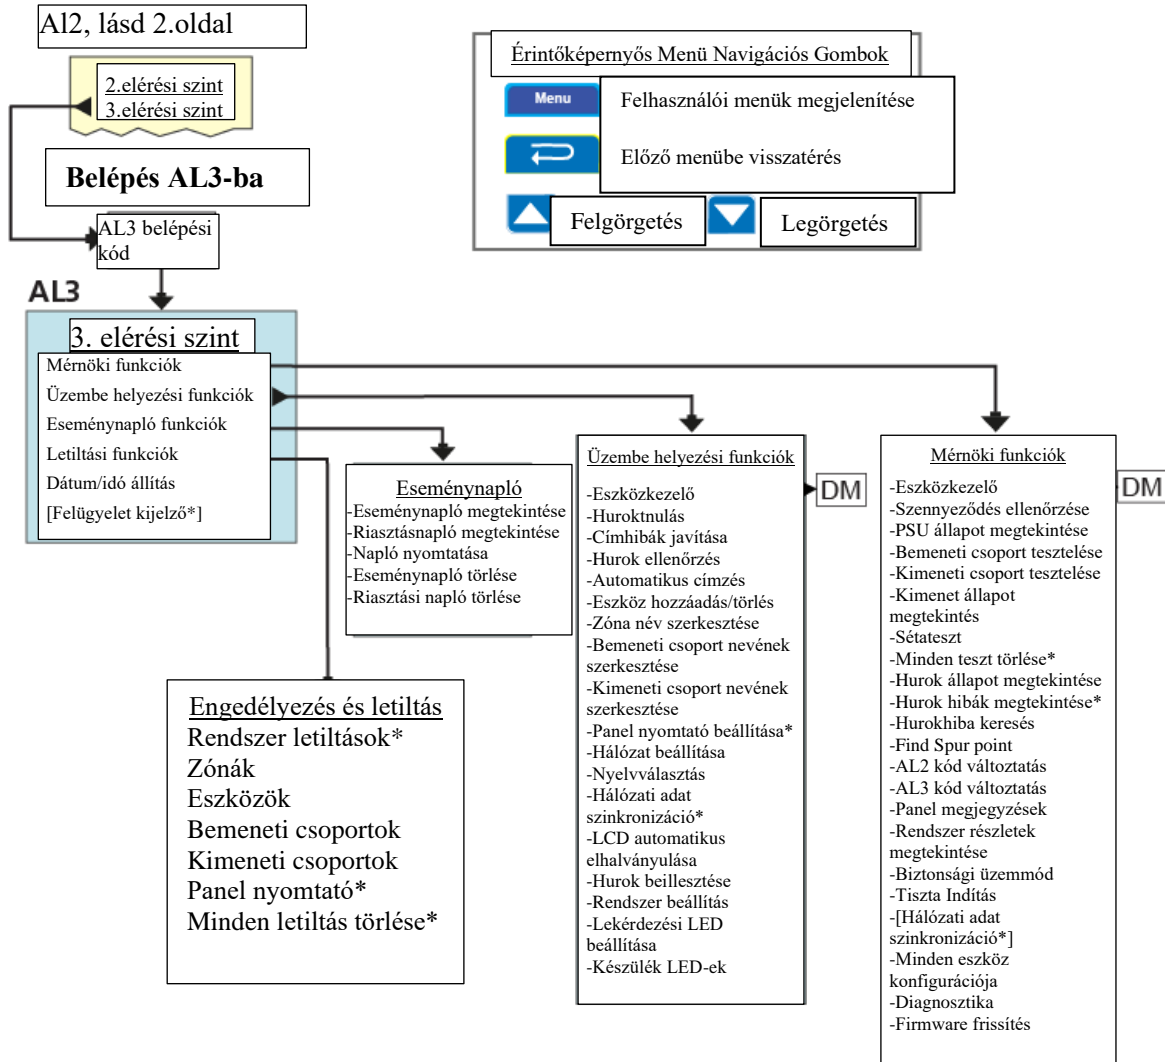 Al2, lásd 2.oldal
2.elérési szint
3.elérési szint
Belépés AL3-ba
AL3 belépési
kód
Érintőképernyős Menü Navigációs Gombok
Menu
Felhasználói menük megjelenítése
Előző menübe visszatérés
Felgörgetés
Legörgetés
AL3
3. elérési szint
Mérnöki funkciók
Üzembe helyezési funkciók
Eseménynapló funkciók
Letiltási funkciók
Dátum/idó állítás
[Felügyelet kijelző*]
Eseménynapló
-Eseménynapló megtekintése
-Riasztásnapló megtekintése
-Napló nyomtatása
-Eseménynapló törlése
-Riasztási napló törlése
Engedélyezés és letiltás
Rendszer letiltások*
Zónák
Eszközök
Bemeneti csoportok
Kimeneti csoportok
Panel nyomtató*
Minden letiltás törlése*
Üzembe helyezési funkciók
-Eszközkezelő
-Huroktnulás
-Címhibák javítása
-Hurok ellenőrzés
-Automatikus címzés
-Eszköz hozzáadás/törlés
-Zóna név szerkesztése
-Bemeneti csoport nevének
szerkesztése
-Kimeneti csoport nevének
szerkesztése
-Panel nyomtató beállítása*
-Hálózat beállítása
-Nyelvválasztás
-Hálózati adat
szinkronizáció*
-LCD automatikus
elhalványulása
-Hurok beillesztése
-Rendszer beállítás
-Lekérdezési LED
beállítása
-Készülék LED-ek
DM
Mérnöki funkciók
-Eszközkezelő
-Szennyeződés ellenőrzése
-PSU állapot megtekintése
-Bemeneti csoport tesztelése
-Kimeneti csoport tesztelése
-Kimenet állapot
megtekintés
-Sétateszt
-Minden teszt törlése*
-Hurok állapot megtekintése
-Hurok hibák megtekintése*
-Hurokhiba keresés
-Find Spur point
-AL2 kód változtatás
-AL3 kód változtatás
-Panel megjegyzések
-Rendszer részletek
megtekintése
-Biztonsági üzemmód
-Tiszta Indítás
-[Hálózati adat
szinkronizáció*]
-Minden eszköz
konfigurációja
-Diagnosztika
-Firmware frissítés
DM